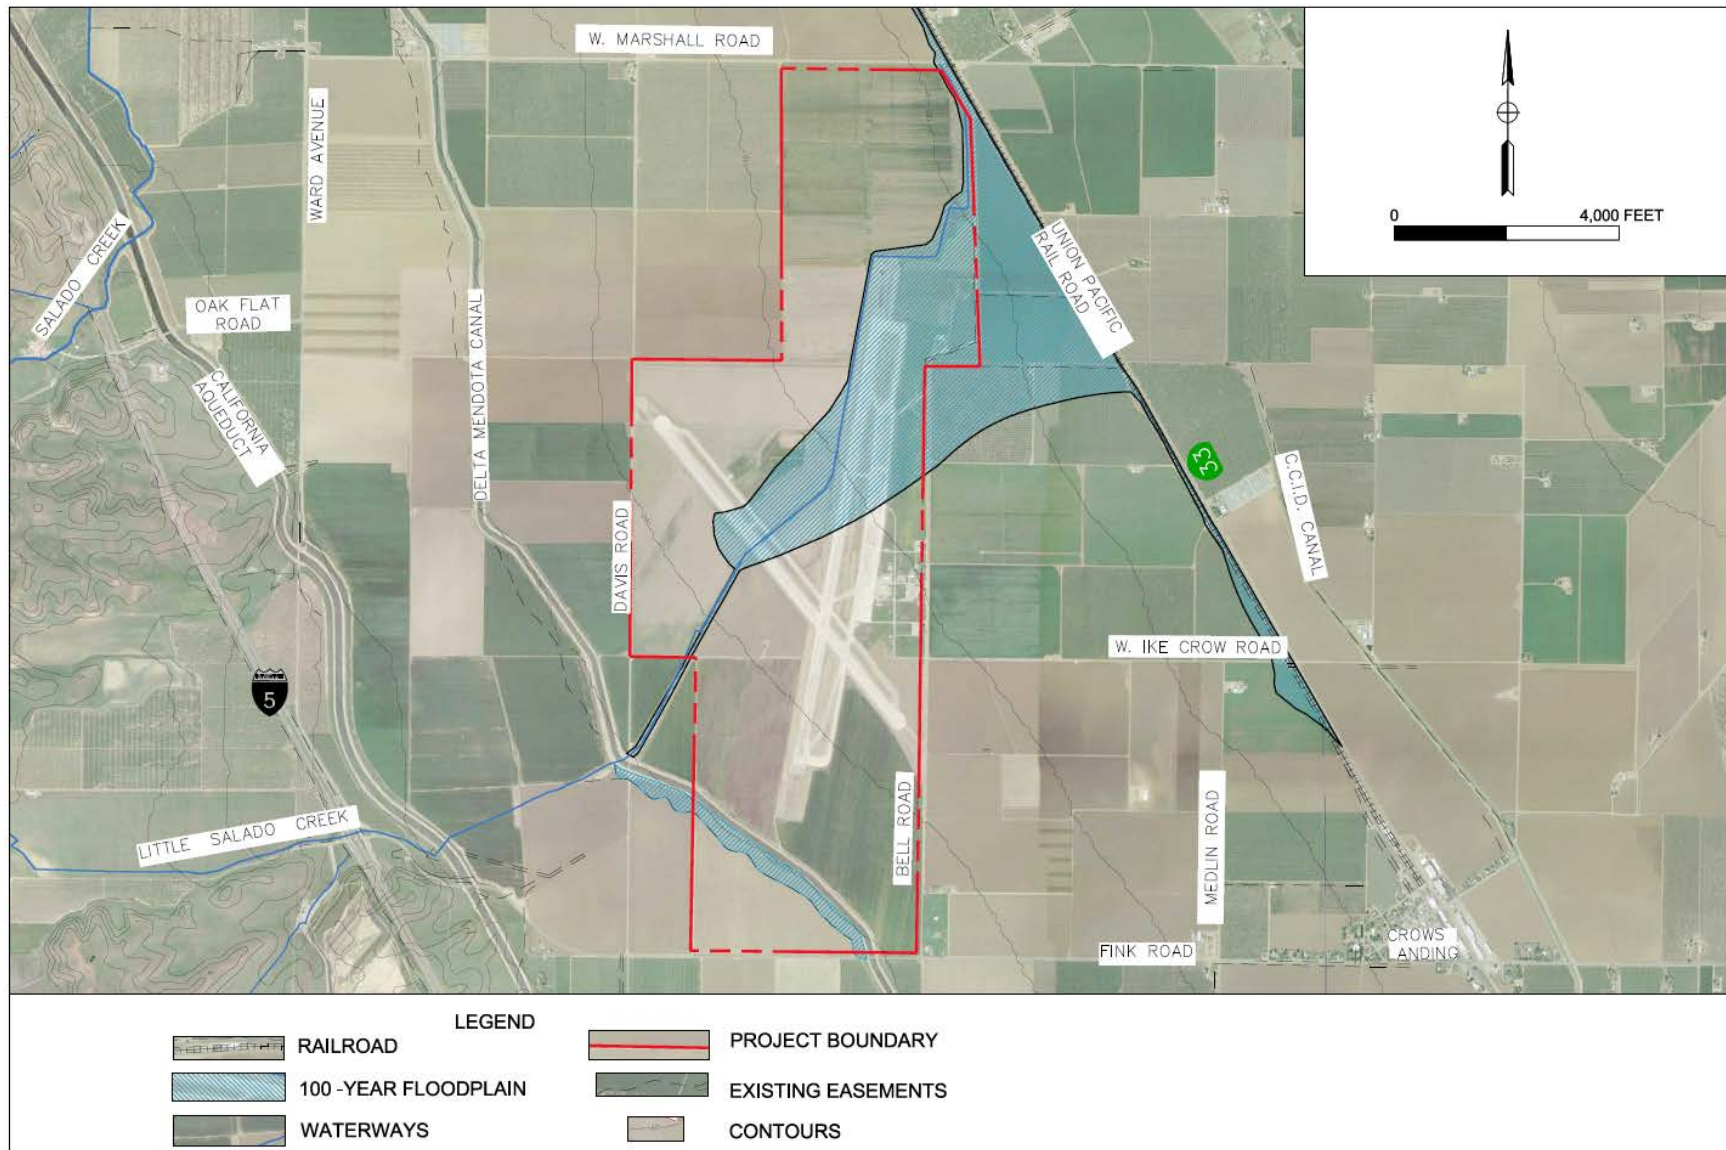 W. MARSHALL ROAD
WARD AVENUE
SALADO CREEK
OAK FLAT
ROAD
CALIFORNIA
AQUEDUCT
DELTA MENDOTA CANAL
UNION PACIFIC
RAIL ROAD
0 4,000 FEET
33
C.C.I.D. CANAL
DAVIS ROAD
W. IKE CROW ROAD
5
LITTLE SALADO CREEK
BELL ROAD
MEDLIN ROAD
FINK ROAD
CROWS
ANDING
LEGEND
RAILROAD
100 -YEAR FLOODPLAIN
WATERWAYS
PROJECT BOUNDARY
EXISTING EASEMENTS
CONTOURS